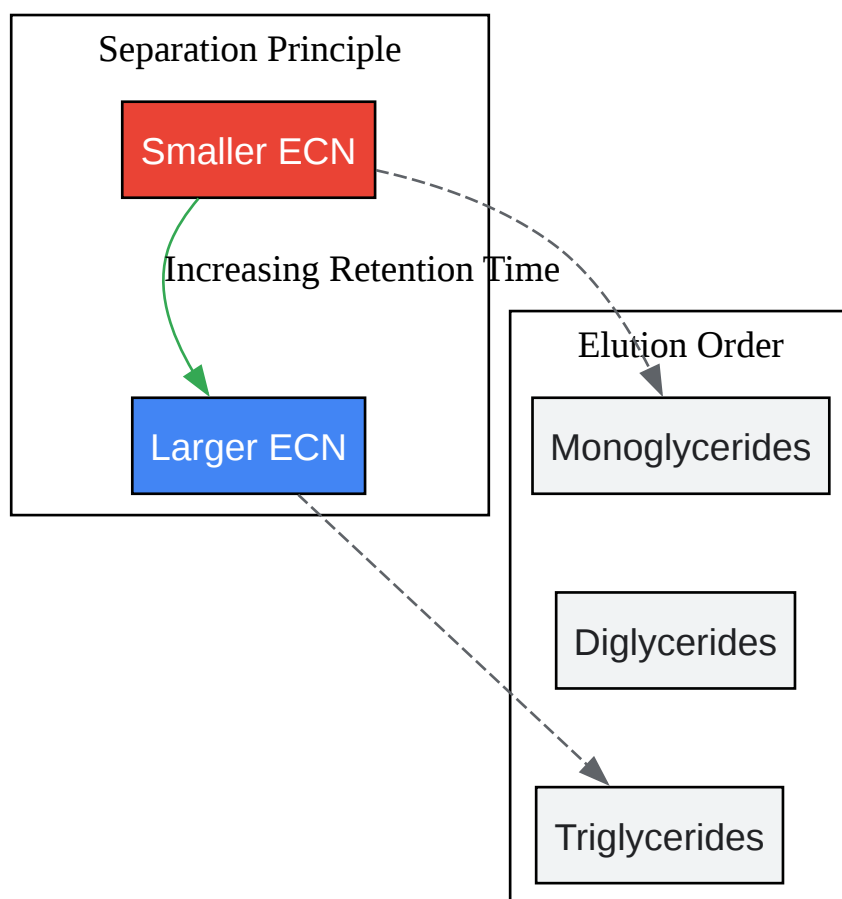 Separation Principle
Smaller ECN
Increasing Retention Time
Larger ECN
Elution Order
Monoglycerides
Diglycerides
Triglycerides